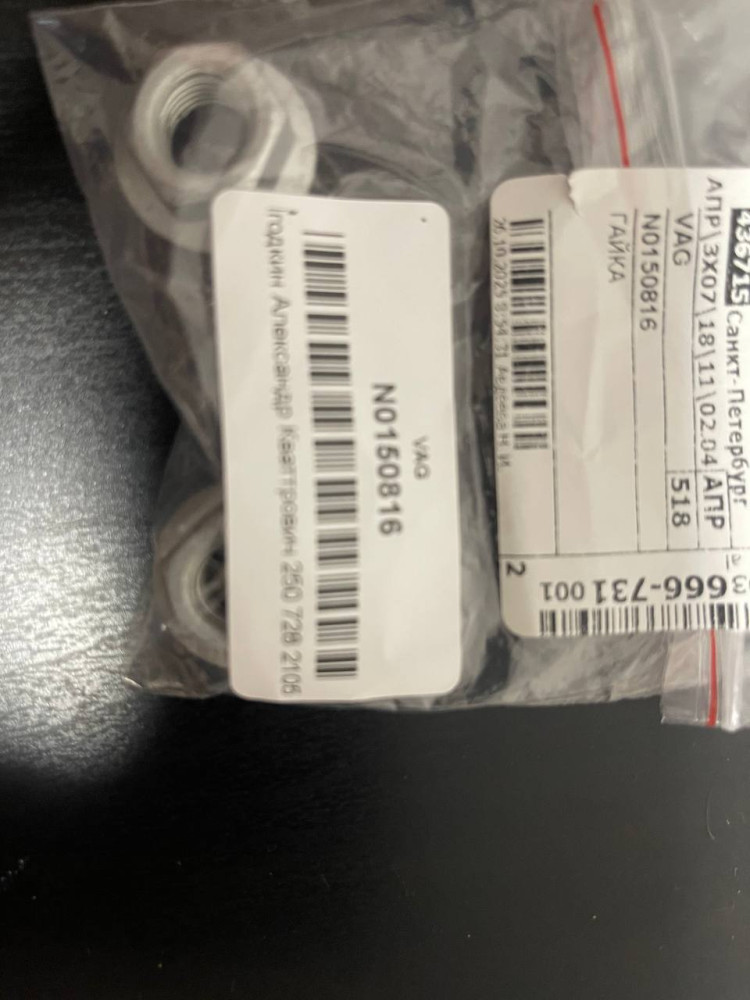 VAG
N0150816
Александр 250 728 2106
Санкт-Петербург
АПР\3X07\18\11\02.04 АПР
VAG 518
N0150816
ГАЙКА
2
666-731 001